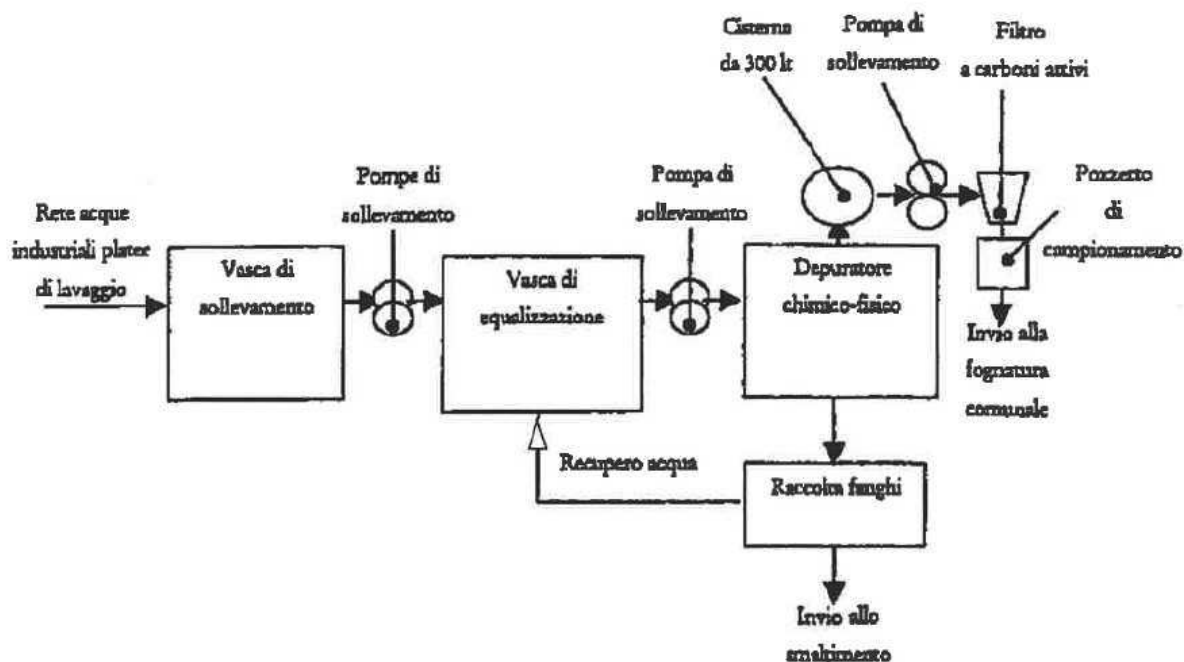 Cisterna
da 300 lt
Pompa di
sollevamento
Filtro
a carboni attivi
Pompe di
sollevamento
Pompa di
sollevamento
Pozzetto
di
campionamento
Rete acque
industriali platee
di lavaggio
Vasca di
sollevamento
Vasca di
equalizzazione
Depuratore
chimico-fisico
Invio alla
fognatura
comunale
Recupero acqua
Raccolta fanghi
Invio allo
smaltimento